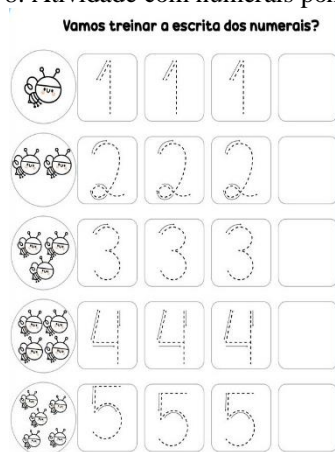 6. Atividade com numerais pon
Vamos treinar a escrita dos numerais?
1 1 1
2 2 2
3 3 3
4 4 4
5 5 5